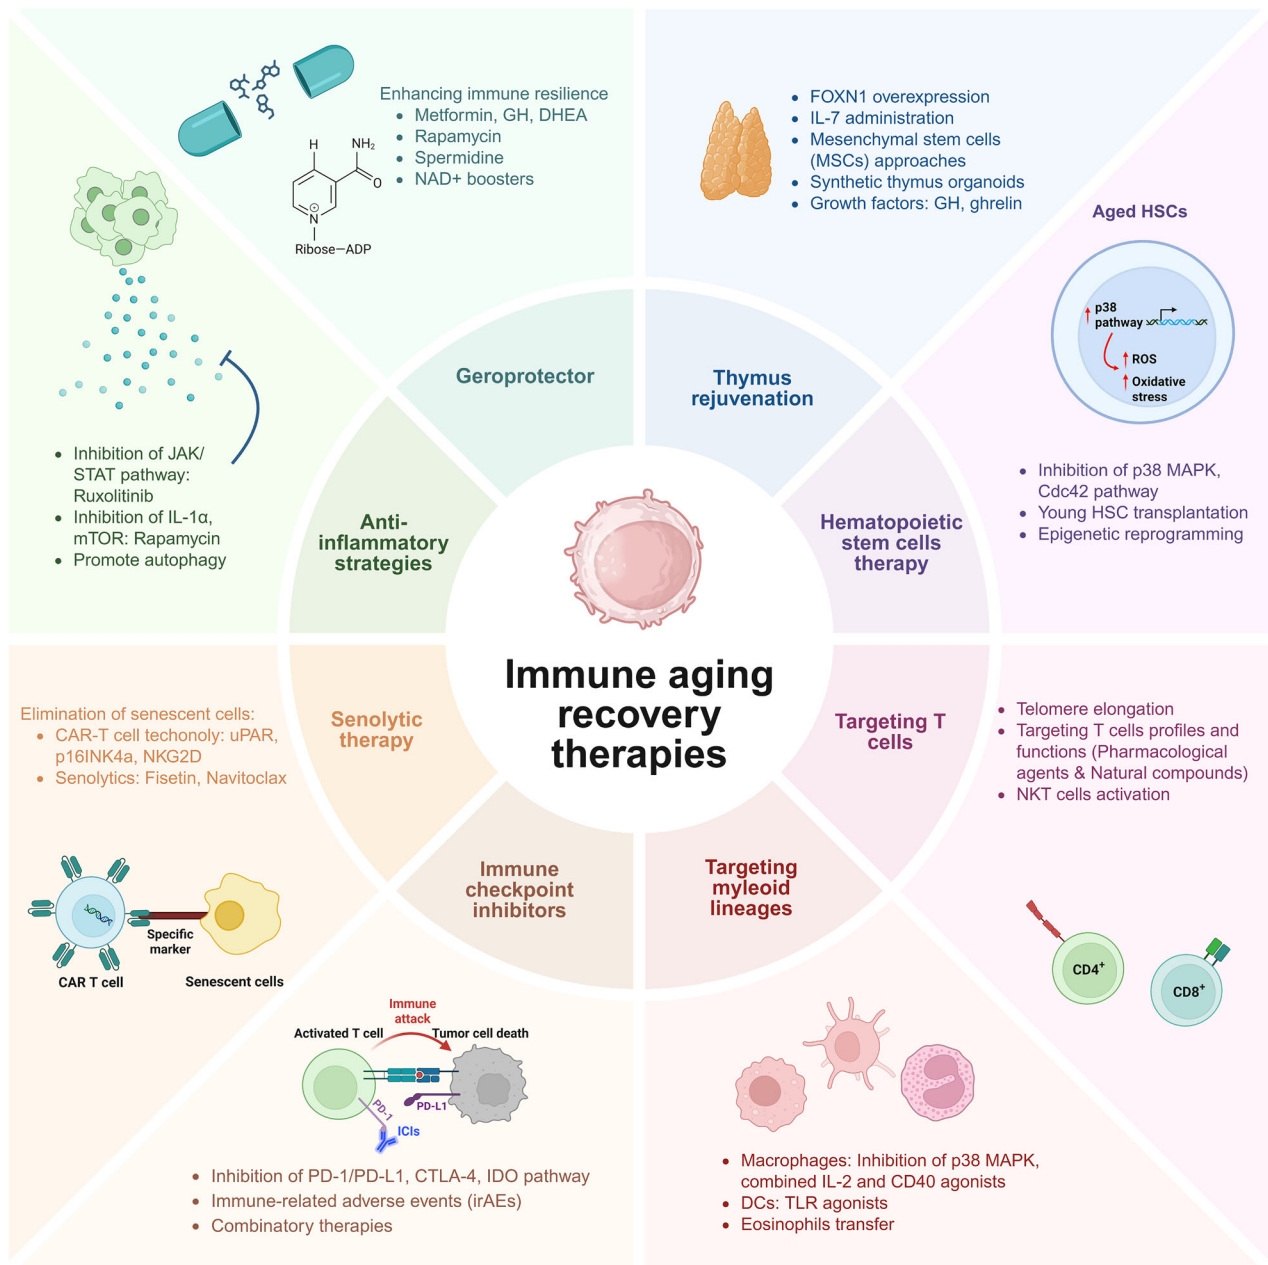 Enhancing immune resilience
• Metformin, GH, DHEA
• Rapamycin
• Spermidine
• NAD+ boosters
H
NH₂
O
N
+
Ribose—ADP
• FOXN1 overexpression
• IL-7 administration
• Mesenchymal stem cells
(MSCs) approaches
• Synthetic thymus organoids
• Growth factors: GH, ghrelin
Aged HSCs
p38
pathway
ROS
Oxidative
stress
• Inhibition of p38 MAPK,
Cdc42 pathway
• Young HSC transplantation
• Epigenetic reprogramming
• Inhibition of JAK/
STAT pathway:
Ruxolitinib
• Inhibition of IL-1α,
mTOR: Rapamycin
• Promote autophagy
Geroprotector
Thymus
rejuvenation
Anti-
inflammatory
strategies
Hematopoietic
stem cells
therapy
Immune aging
recovery
therapies
Senolytic
therapy
Targeting T
cells
Immune
checkpoint
inhibitors
Targeting
myleoid
lineages
Elimination of senescent cells:
• CAR-T cell techonoly: uPAR,
p16INK4a, NKG2D
• Senolytics: Fisetin, Navitoclax
Specific
marker
CAR T cell
Senescent cells
• Telomere elongation
• Targeting T cells profiles and
functions (Pharmacological
agents & Natural compounds)
• NKT cells activation
CD4⁺
CD8⁺
Immune
attack
Activated T cell
Tumor cell death
PD-1
PD-L1
ICIs
• Inhibition of PD-1/PD-L1, CTLA-4, IDO pathway
• Immune-related adverse events (irAEs)
• Combinatory therapies
• Macrophages: Inhibition of p38 MAPK,
combined IL-2 and CD40 agonists
• DCs: TLR agonists
• Eosinophils transfer